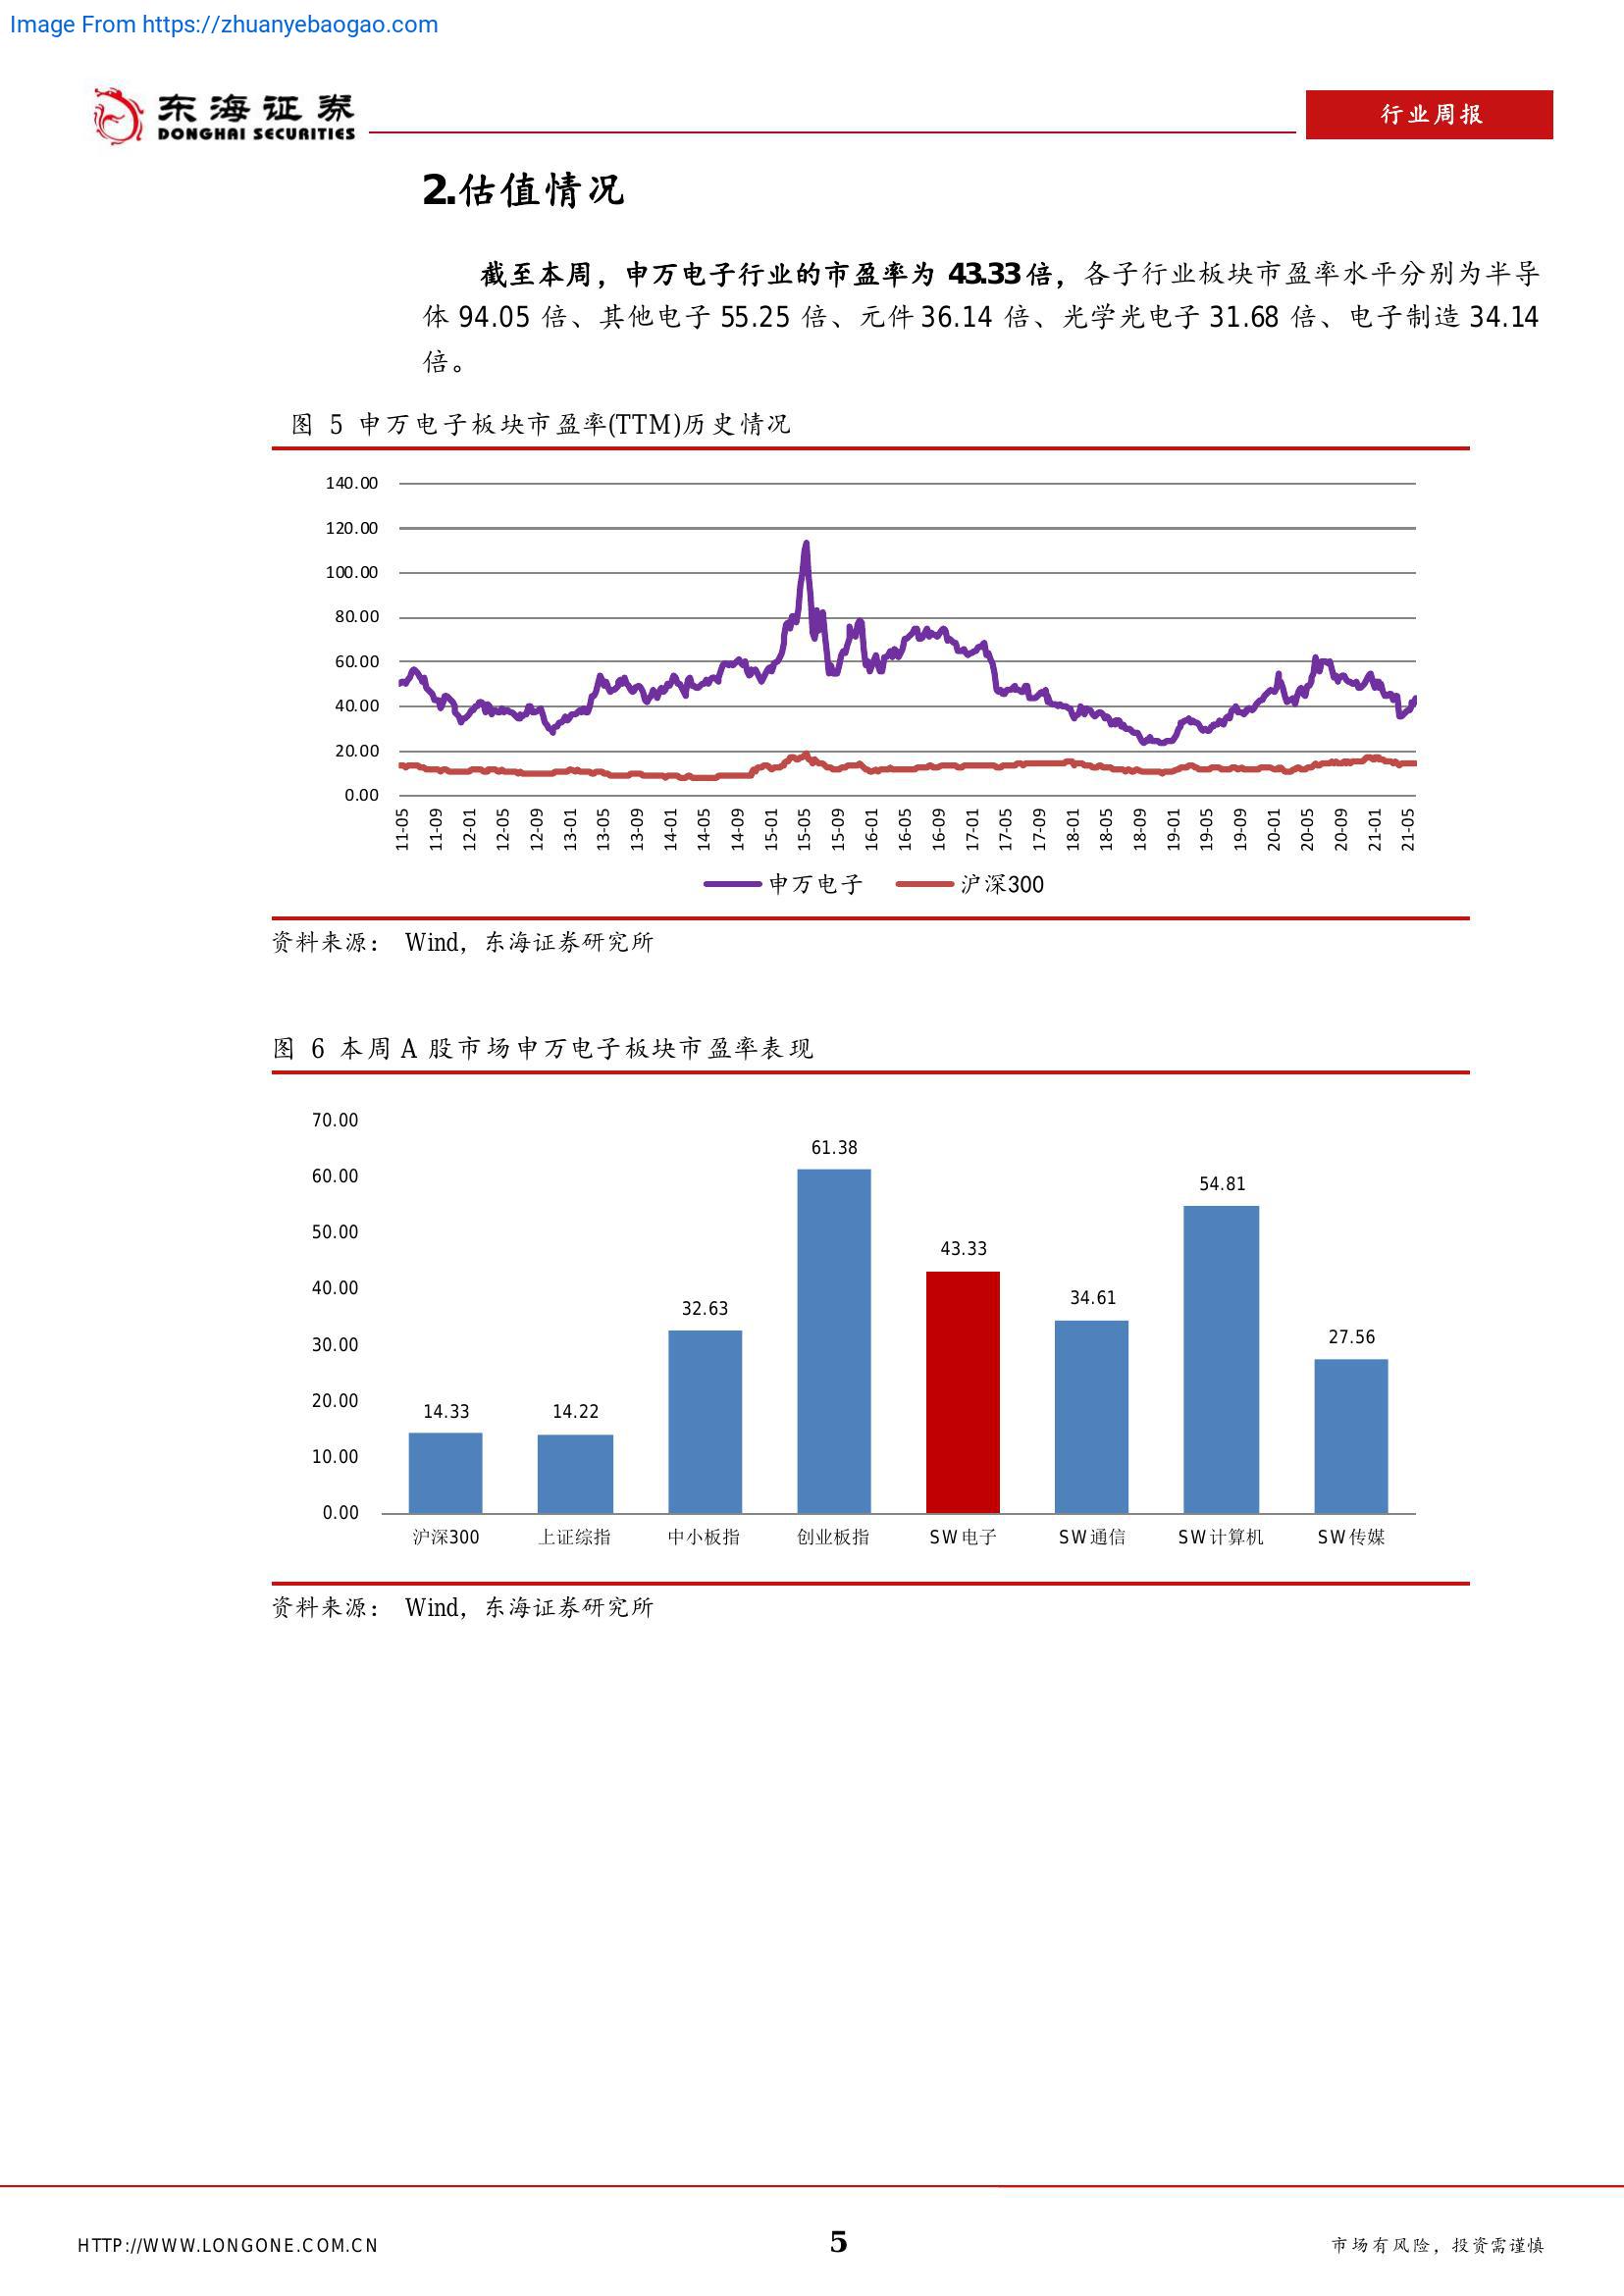 Image From https://zhuanyebaogao.com
东海证券
DONGHAI SECURITIES
行业周报
2.估值情况
截至本周，申万电子行业的市盈率为 43.33 倍，各子行业板块市盈率水平分别为半导
体 94.05 倍、其他电子 55.25 倍、元件 36.14 倍、光学光电子 31.68 倍、电子制造 34.14
倍。
图 5 申万电子板块市盈率(TTM)历史情况
140.00
120.00
100.00
80.00
60.00
40.00
20.00
0.00
11-05 11-09 12-01 12-05 12-09 13-01 13-05 13-09 14-01 14-05 14-09 15-01 15-05 15-09 16-01 16-05 16-09 17-01 17-05 17-09 18-01 18-05 18-09 19-01 19-05 19-09 20-01 20-05 20-09 21-01 21-05
申万电子 沪深300
资料来源： Wind，东海证券研究所
图 6 本周 A 股市场申万电子板块市盈率表现
70.00
60.00
50.00
40.00
30.00
20.00
10.00
0.00
14.33 14.22 32.63 61.38 43.33 34.61 54.81 27.56
沪深300 上证综指 中小板指 创业板指 SW电子 SW通信 SW计算机 SW传媒
资料来源： Wind，东海证券研究所
HTTP://WWW.LONGONE.COM.CN 5 市场有风险，投资需谨慎